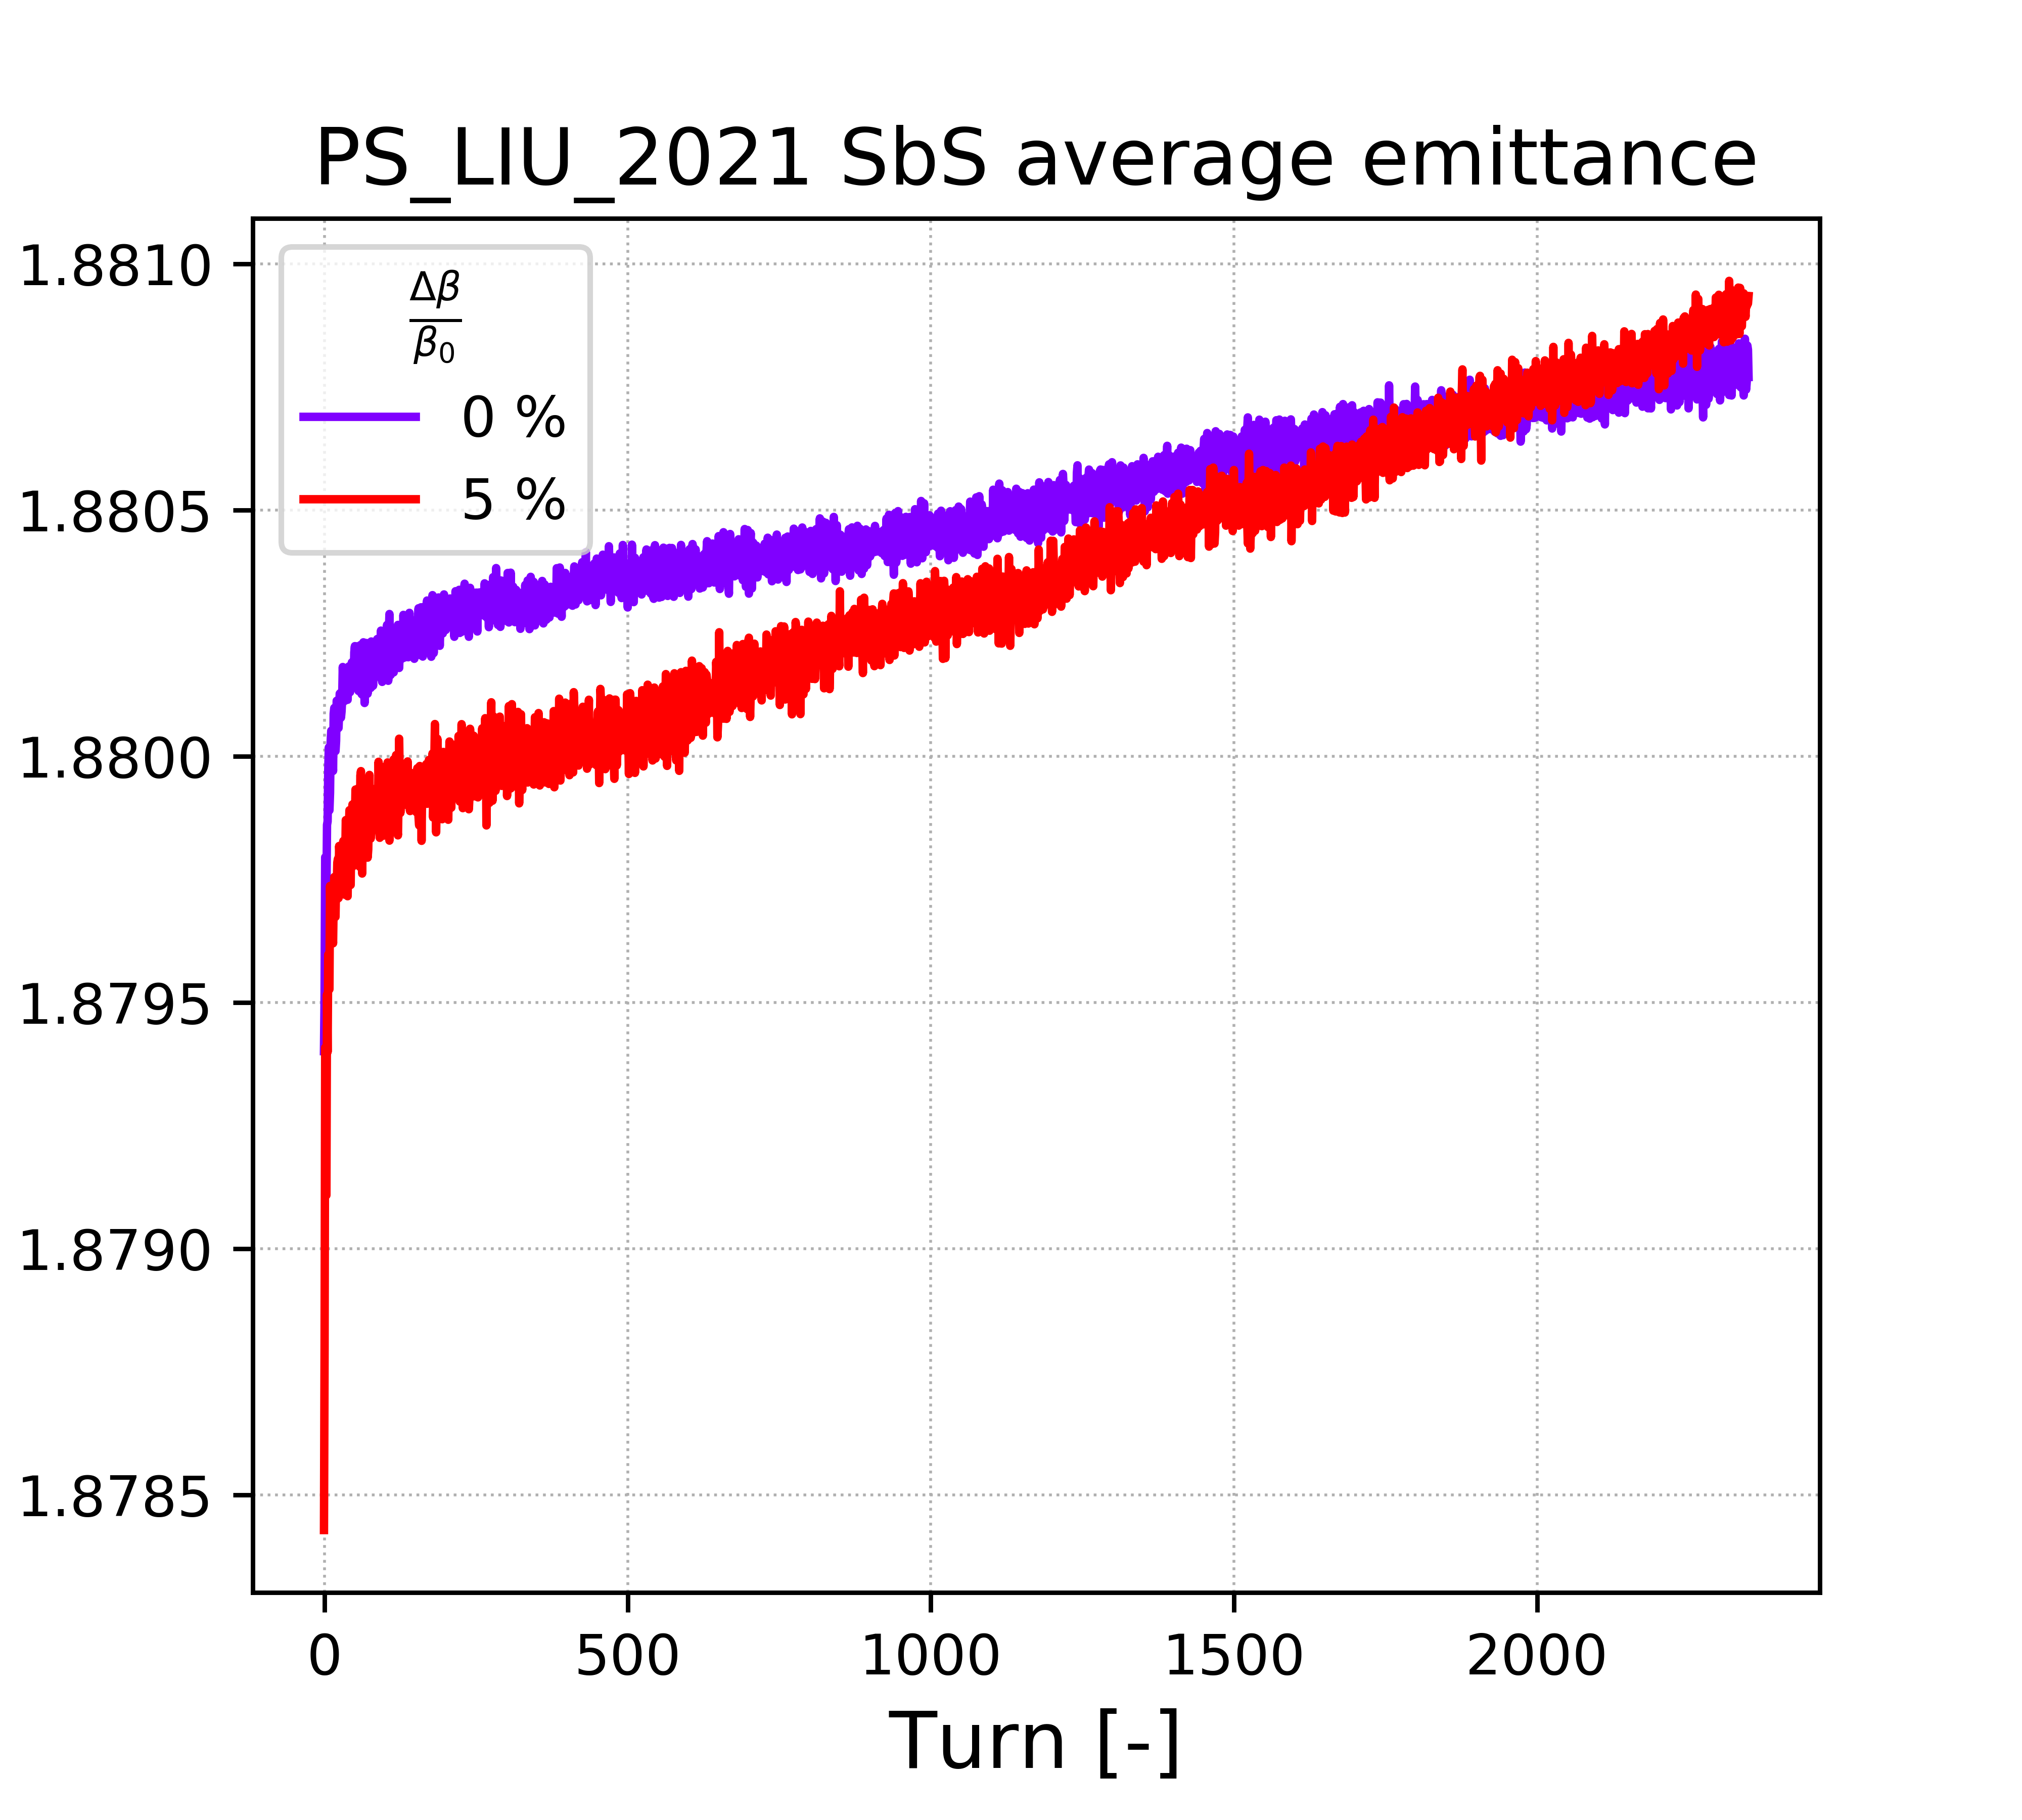 PS_LIU_2021 SbS average emittance
1.8810
1.8805
1.8800
1.8795
1.8790
1.8785
Δβ
β₀
0 %
5 %
0 500 1000 1500 2000
Turn [-]